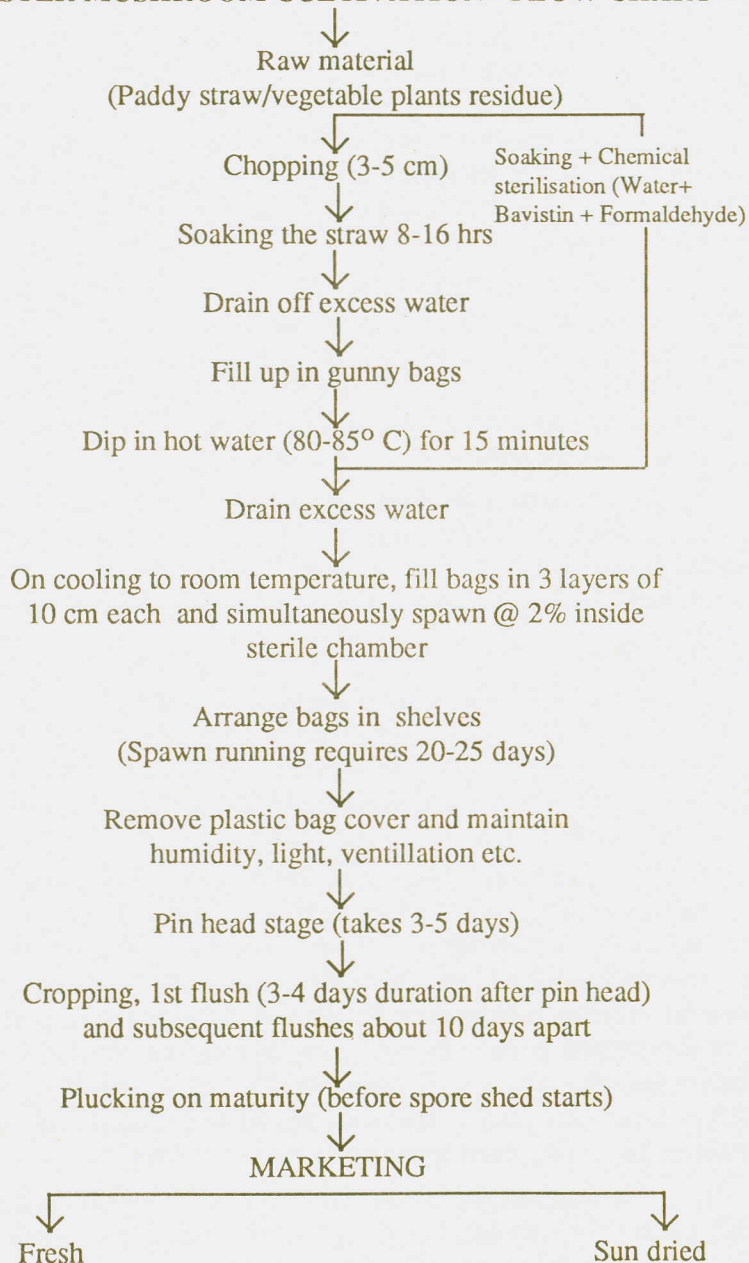 Raw material
(Paddy straw/vegetable plants residue)
Chopping (3-5 cm)
Soaking + Chemical
sterilisation (Water+
Bavistin + Formaldehyde)
Soaking the straw 8-16 hrs
Drain off excess water
Fill up in gunny bags
Dip in hot water (80-85° C) for 15 minutes
Drain excess water
On cooling to room temperature, fill bags in 3 layers of
10 cm each and simultaneously spawn @ 2% inside
sterile chamber
Arrange bags in shelves
(Spawn running requires 20-25 days)
Remove plastic bag cover and maintain
humidity, light, ventillation etc.
Pin head stage (takes 3-5 days)
Cropping, 1st flush (3-4 days duration after pin head)
and subsequent flushes about 10 days apart
Plucking on maturity (before spore shed starts)
MARKETING
Fresh
Sun dried